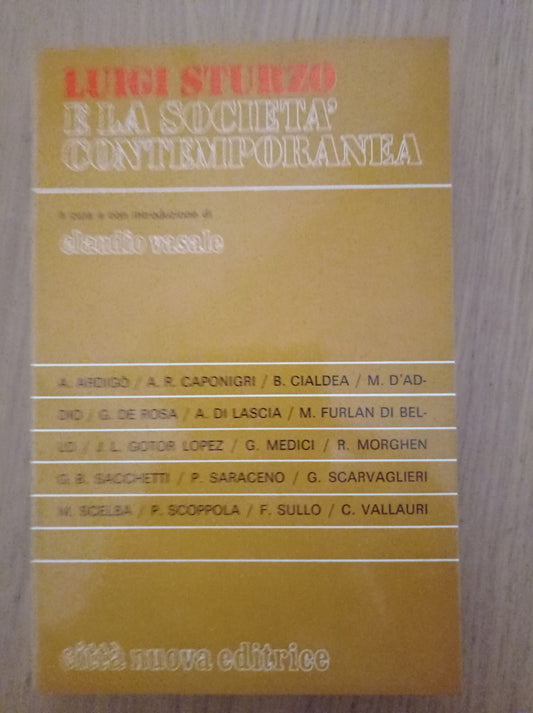 LUIGI STURZO
E LA SOCIETA'
CONTEMPORANEA
A cura e con introduzione di
claudio vasale
A. ARDIGÒ / A. R. CAPONIGRI / B. CIALDEA / M. D'AD-
DIO / G. DE ROSA / A. DI LASCIA / M. FURLAN DI BEL-
LO / J. L. GOTOR LOPEZ / G. MEDICI / R. MORGHEN
G. B. SACCHETTI / P. SARACENO / G. SCARVAGLIERI
M. SCELBA / P. SCOPPOLA / F. SULLO / C. VALLAURI
città nuova editrice